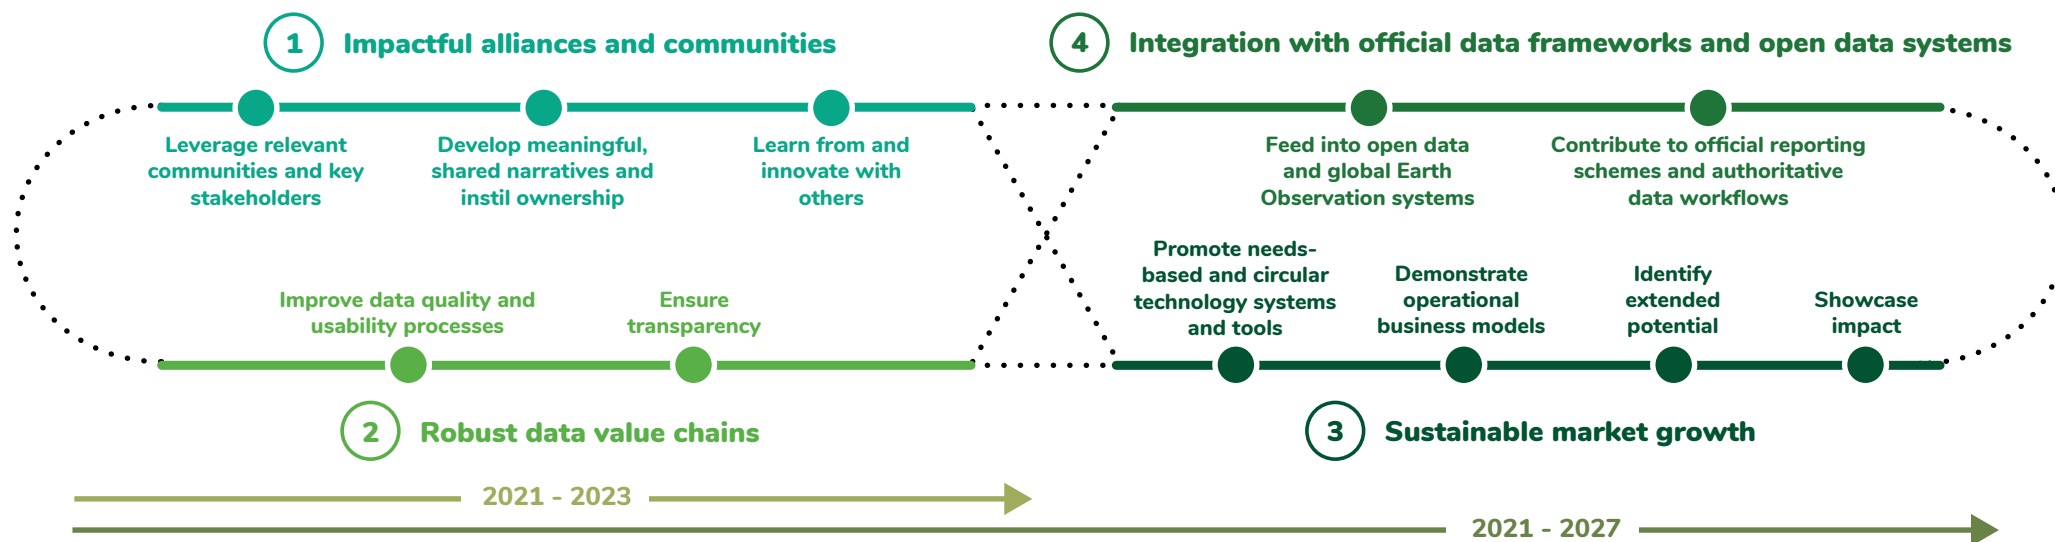 1 Impactful alliances and communities
Leverage relevant
communities and key
stakeholders
Develop meaningful,
shared narratives and
instil ownership
Learn from and
innovate with
others
4 Integration with official data frameworks and open data systems
Feed into open data
and global Earth
Observation systems
Contribute to official reporting
schemes and authoritative
data workflows
Improve data quality and
usability processes
Ensure
transparency
2 Robust data value chains
Promote needs-
based and circular
technology systems
and tools
Demonstrate
operational
business models
Identify
extended
potential
Showcase
impact
3 Sustainable market growth
2021 - 2023
2021 - 2027